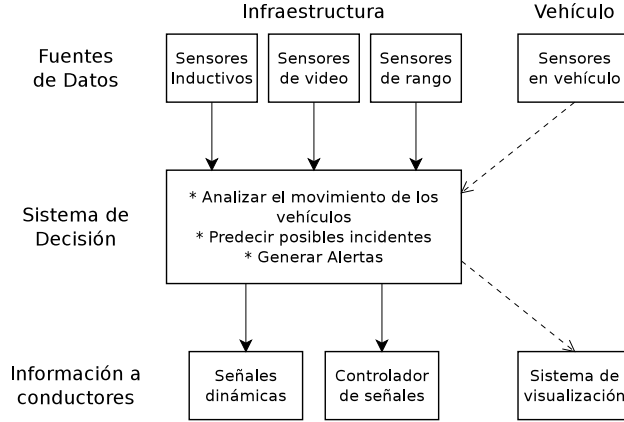 Infraestructura
Vehículo
Fuentes
de Datos
Sensores
Inductivos
Sensores
de video
Sensores
de rango
Sensores
en vehículo
Sistema de
Decisión
* Analizar el movimiento de los
vehículos
* Predecir posibles incidentes
* Generar Alertas
Información a
conductores
Señales
dinámicas
Controlador
de señales
Sistema de
visualización